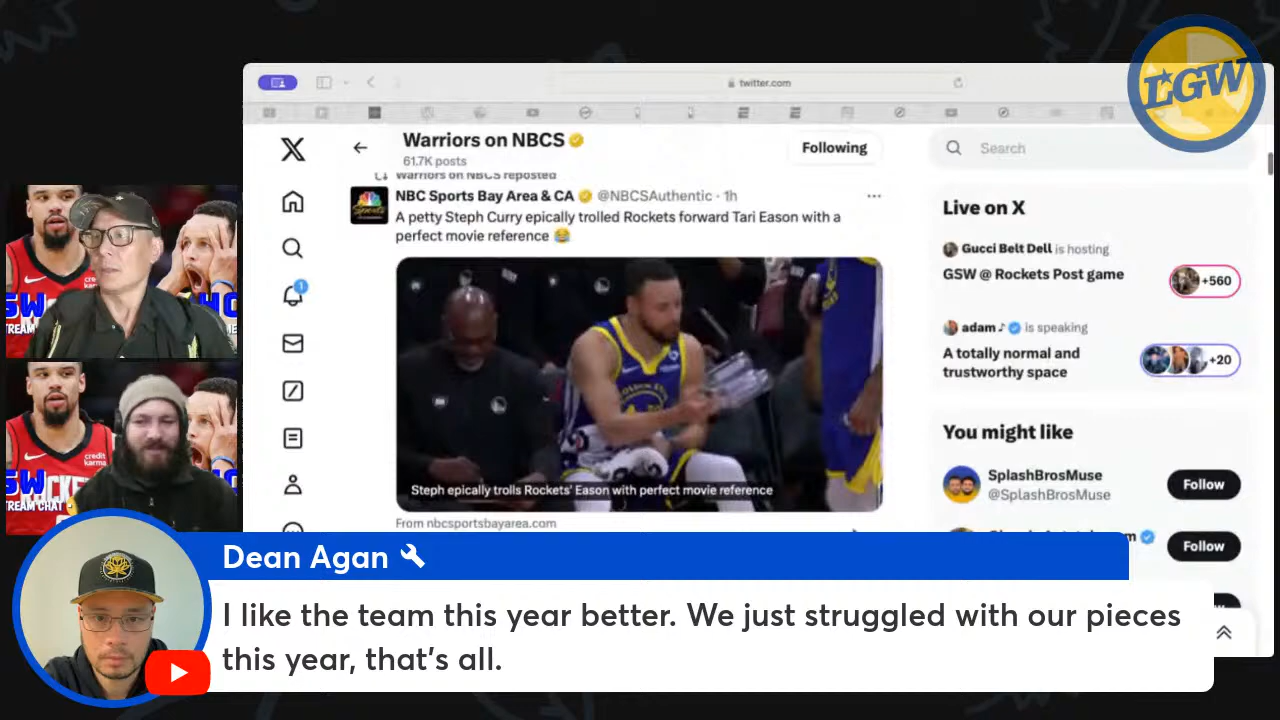 LGW
twitter.com
Warriors on NBCS
61.7K posts
Following
Search
Warriors on NBCS reposted
NBC Sports Bay Area & CA @NBCSAuthentic · 1h
A petty Steph Curry epically trolled Rockets forward Tari Eason with a
perfect movie reference 😂
Steph epically trolls Rockets' Eason with perfect movie reference
From nbcsportsbayarea.com
1
Live on X
Gucci Belt Dell is hosting
GSW @ Rockets Post game
+560
adam is speaking
A totally normal and
trustworthy space
+20
You might like
SplashBrosMuse
@SplashBrosMuse
Follow
Follow
credit
karma
credit
karma
Dean Agan
I like the team this year better. We just struggled with our pieces
this year, that's all.